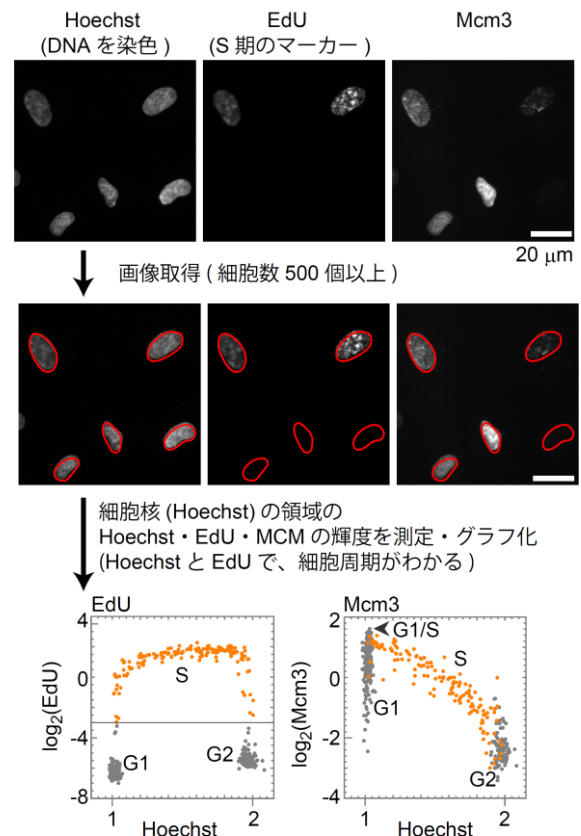 Hoechst
(DNA を染色)
EdU
(S 期のマーカー)
Mcm3
20 μm
画像取得 ( 細胞数 500 個以上 )
細胞核 (Hoechst) の領域の
Hoechst・EdU・MCM の輝度を測定・グラフ化
(Hoechst と EdU で、細胞周期がわかる )
EdU
log2(EdU)
4
0
-4
-8
S
G1
G2
1
2
Hoechst
Mcm3
log2(Mcm3)
2
0
-2
-4
G1/S
S
G1
G2
1
2
Hoechst